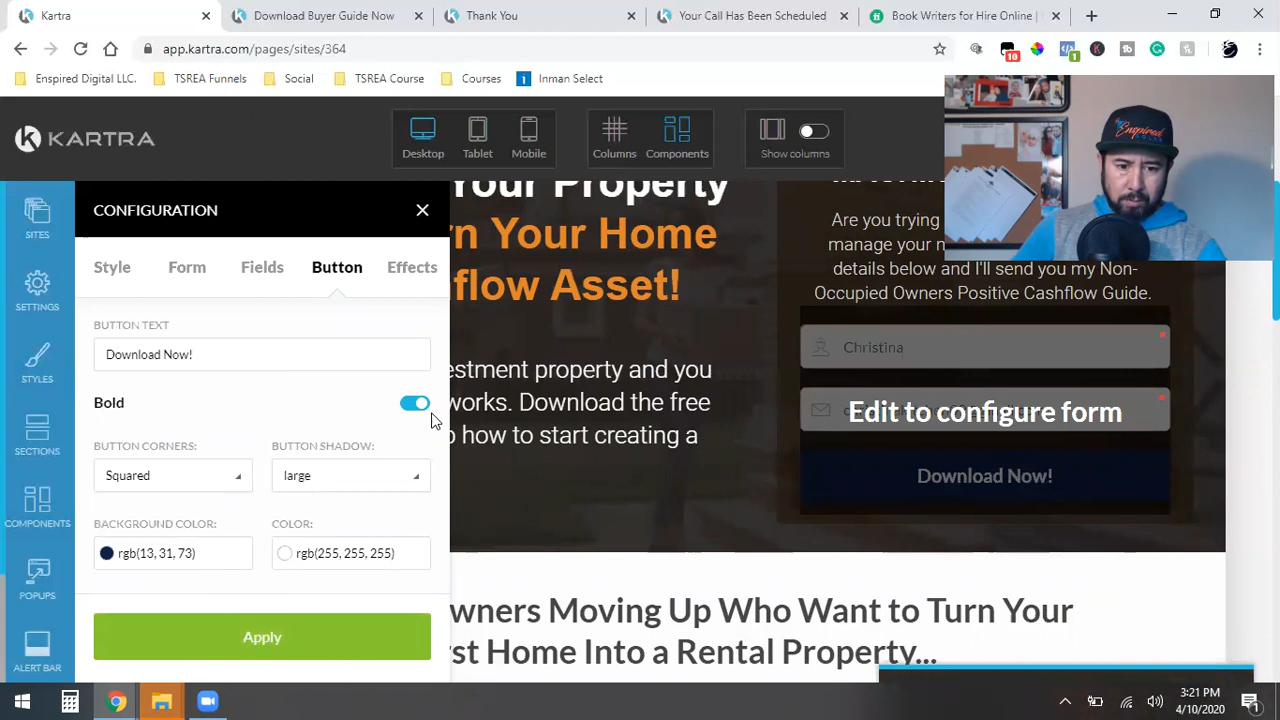 Kartra
Download Buyer Guide Now
Thank You
Your Call Has Been Scheduled
Book Writers for Hire Online |
app.kartra.com/pages/sites/364
10
1
Enspired Digital LLC.
TSREA Funnels
Social
TSREA Course
Courses
Inman Select
KARTRA
Desktop
Tablet
Mobile
Columns
Components
Show columns
Enspired
SITES
SETTINGS
STYLES
SECTIONS
COMPONENTS
POPUPS
ALERT BAR
CONFIGURATION
Style
Form
Fields
Button
Effects
BUTTON TEXT
Download Now!
Bold
BUTTON CORNERS:
BUTTON SHADOW:
Squared
large
BACKGROUND COLOR:
COLOR:
rgb(13, 31, 73)
rgb(255, 255, 255)
Apply
Your Property
rn Your Home
flow Asset!
estment property and you
works. Download the free
how to start creating a
Are you trying
manage your
details below and I'll send you my Non-
Occupied Owners Positive Cashflow Guide.
Christina
Edit to configure form
Download Now!
wners Moving Up Who Want to Turn Your
st Home Into a Rental Property...
3:21 PM
4/10/2020
1